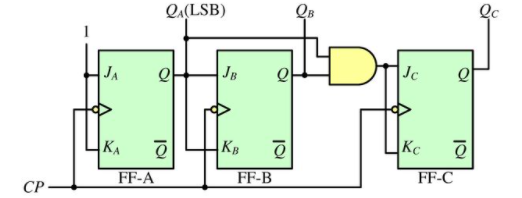 Q_A(LSB) Q_B Q_C
1
J_A Q J_B Q J_C Q
K_A Q̅ K_B Q̅ K_C Q̅
FF-A FF-B FF-C
CP